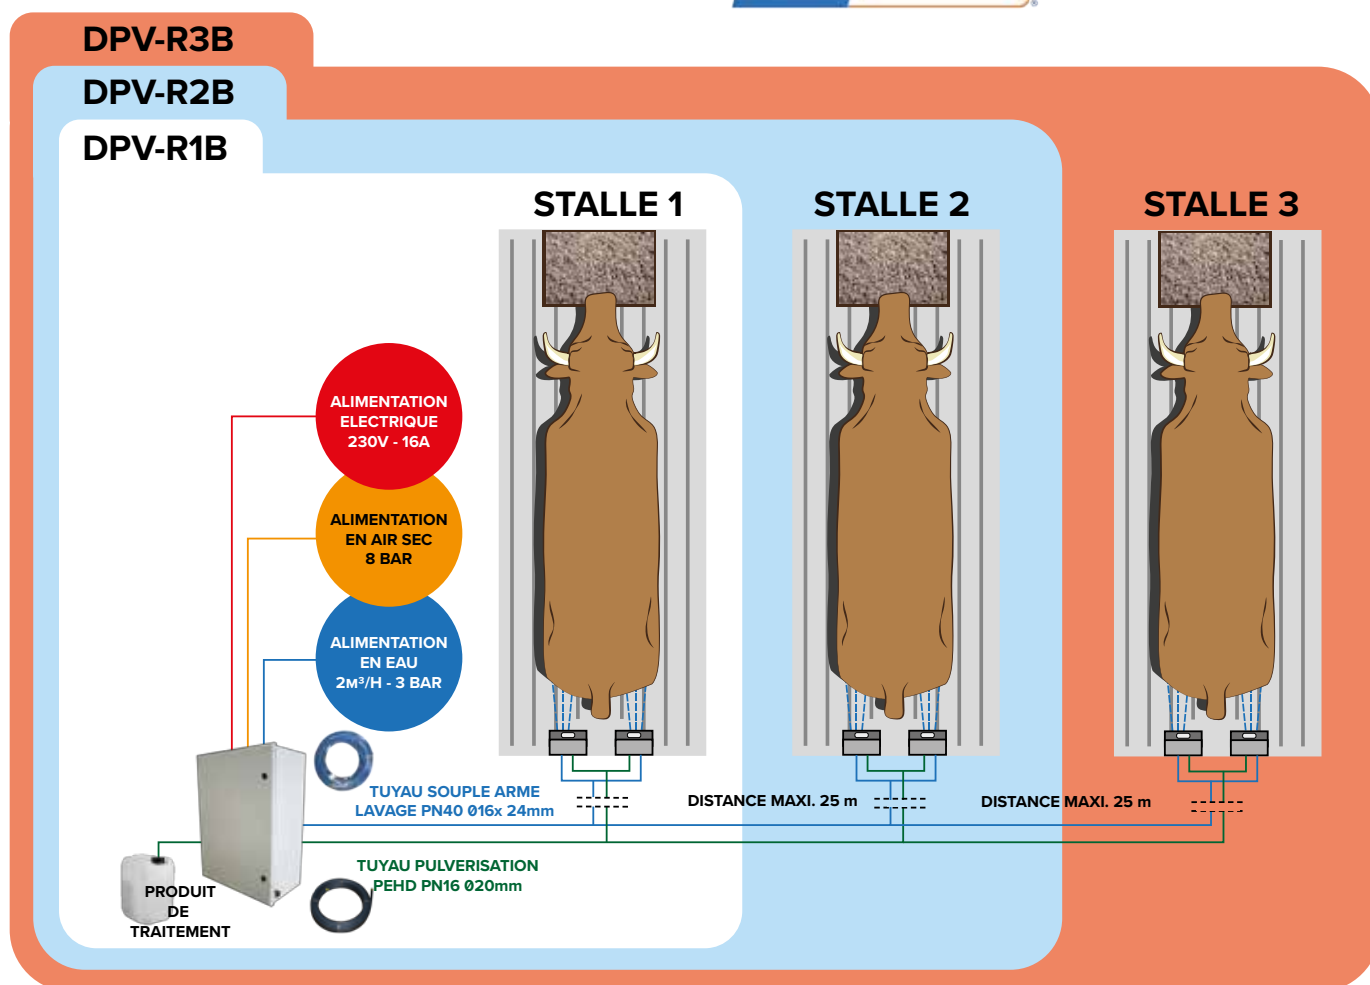 DPV-R3B
DPV-R2B
DPV-R1B
STALLE 1
STALLE 2
STALLE 3
ALIMENTATION
ELECTRIQUE
230V - 16A
ALIMENTATION
EN AIR SEC
8 BAR
ALIMENTATION
EN EAU
2M³/H - 3 BAR
TUYAU SOUPLE ARME
LAVAGE PN40 Ø16x 24mm
DISTANCE MAXI. 25 m
DISTANCE MAXI. 25 m
TUYAU PULVERISATION
PEHD PN16 Ø20mm
PRODUIT
DE
TRAITEMENT
®